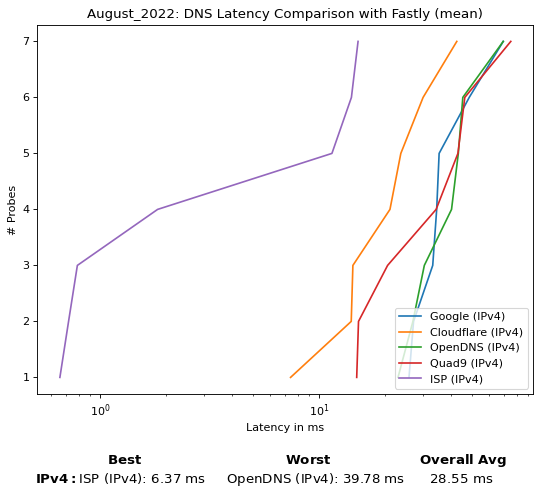 August_2022: DNS Latency Comparison with Fastly (mean)
# Probes
7
6
5
4
3
2
1
Google (IPv4)
Cloudflare (IPv4)
OpenDNS (IPv4)
Quad9 (IPv4)
ISP (IPv4)
10⁰ 10¹
Latency in ms
Best Worst Overall Avg
IPv4: ISP (IPv4): 6.37 ms OpenDNS (IPv4): 39.78 ms 28.55 ms